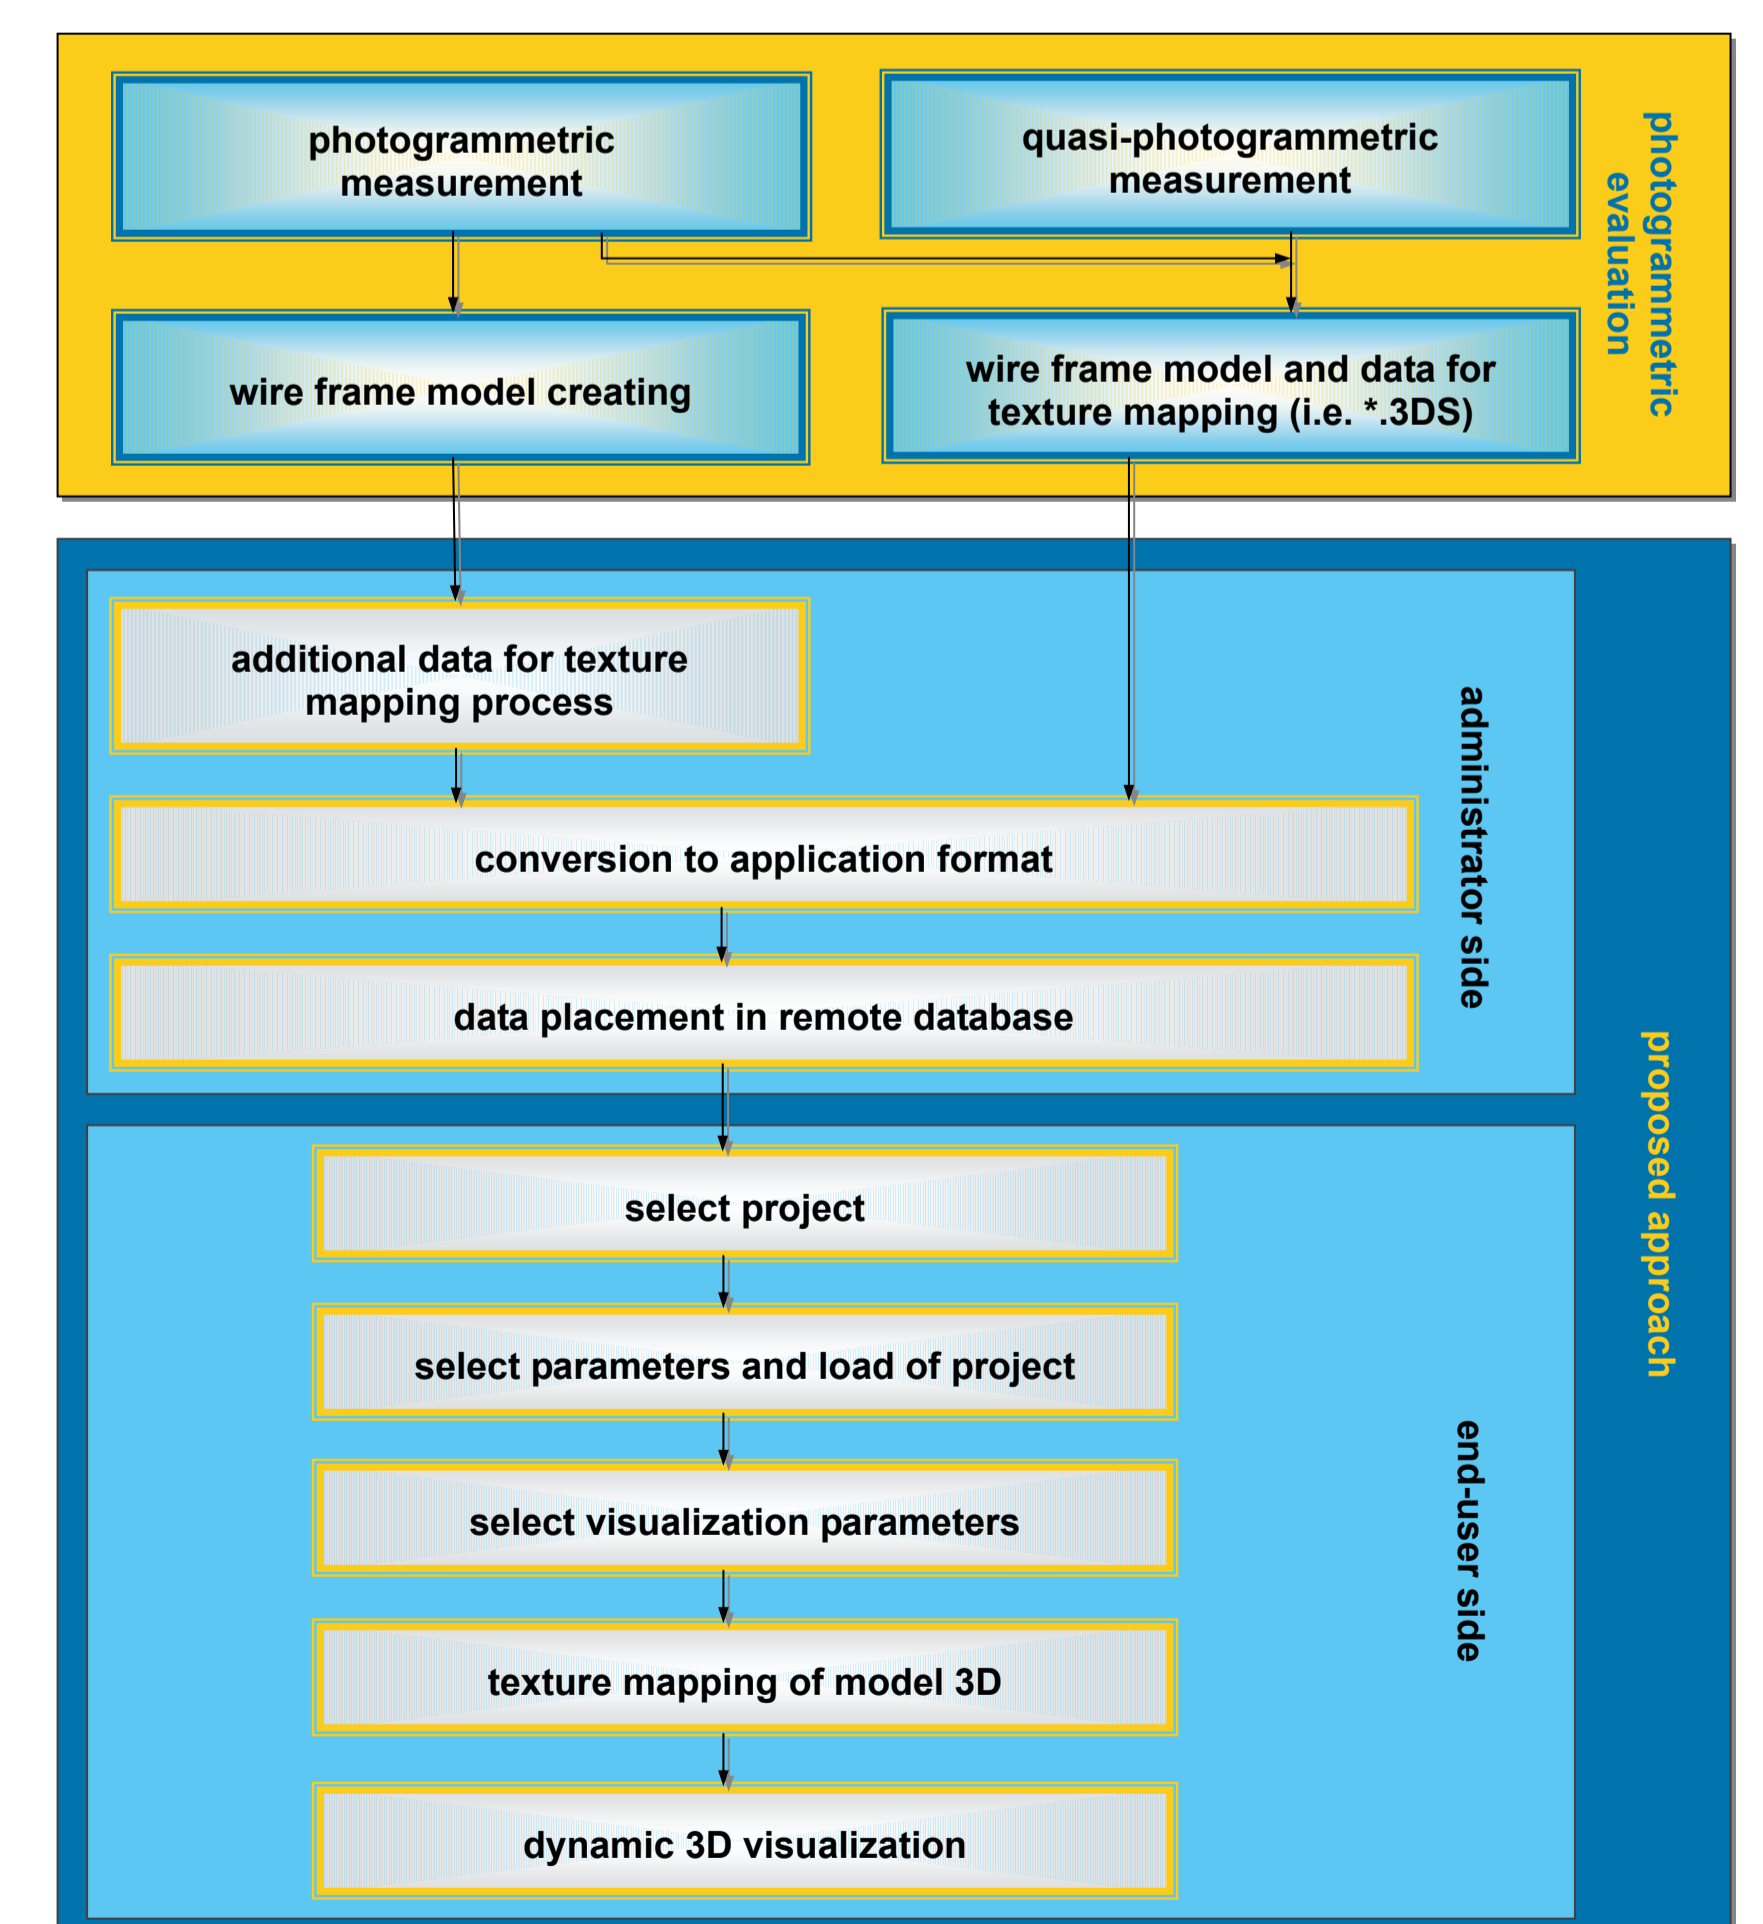 photogrammetric
measurement
quasi-photogrammetric
measurement
photogrammetric
evaluation
wire frame model creating
wire frame model and data for
texture mapping (i.e. *.3DS)
additional data for texture
mapping process
administrator side
conversion to application format
data placement in remote database
proposed approach
select project
select parameters and load of project
end-user side
select visualization parameters
texture mapping of model 3D
dynamic 3D visualization